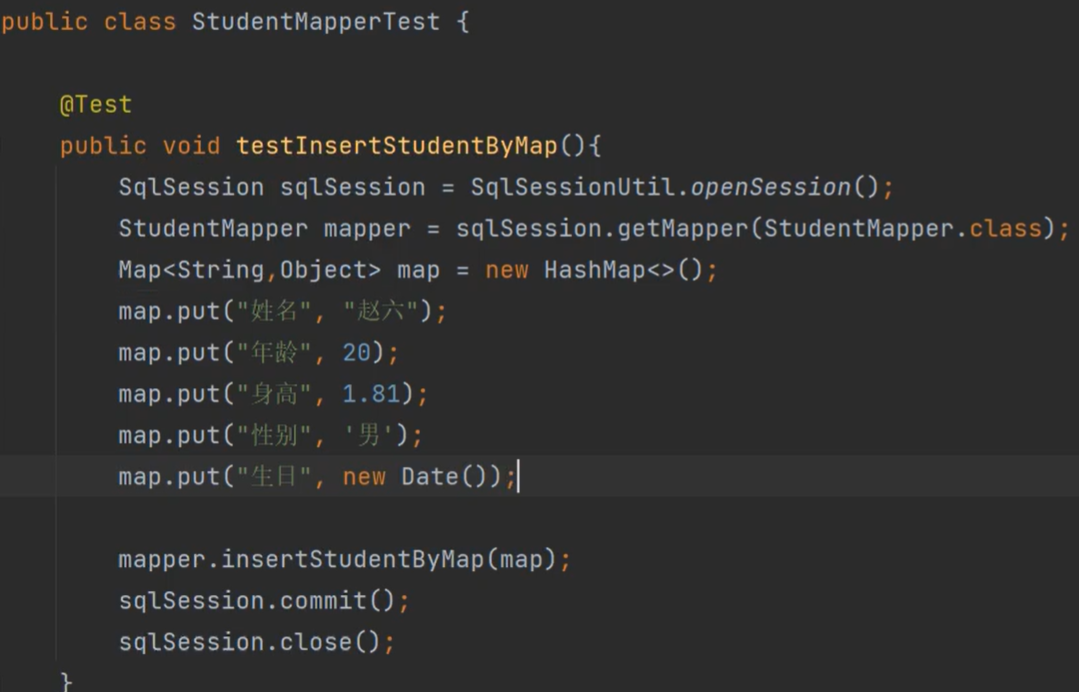 public class StudentMapperTest {
@Test
public void testInsertStudentByMap(){
SqlSession sqlSession = SqlSessionUtil.openSession();
StudentMapper mapper = sqlSession.getMapper(StudentMapper.class);
Map<String,Object> map = new HashMap<>();
map.put("姓名", "赵六");
map.put("年龄", 20);
map.put("身高", 1.81);
map.put("性别", '男');
map.put("生日", new Date());
mapper.insertStudentByMap(map);
sqlSession.commit();
sqlSession.close();
}